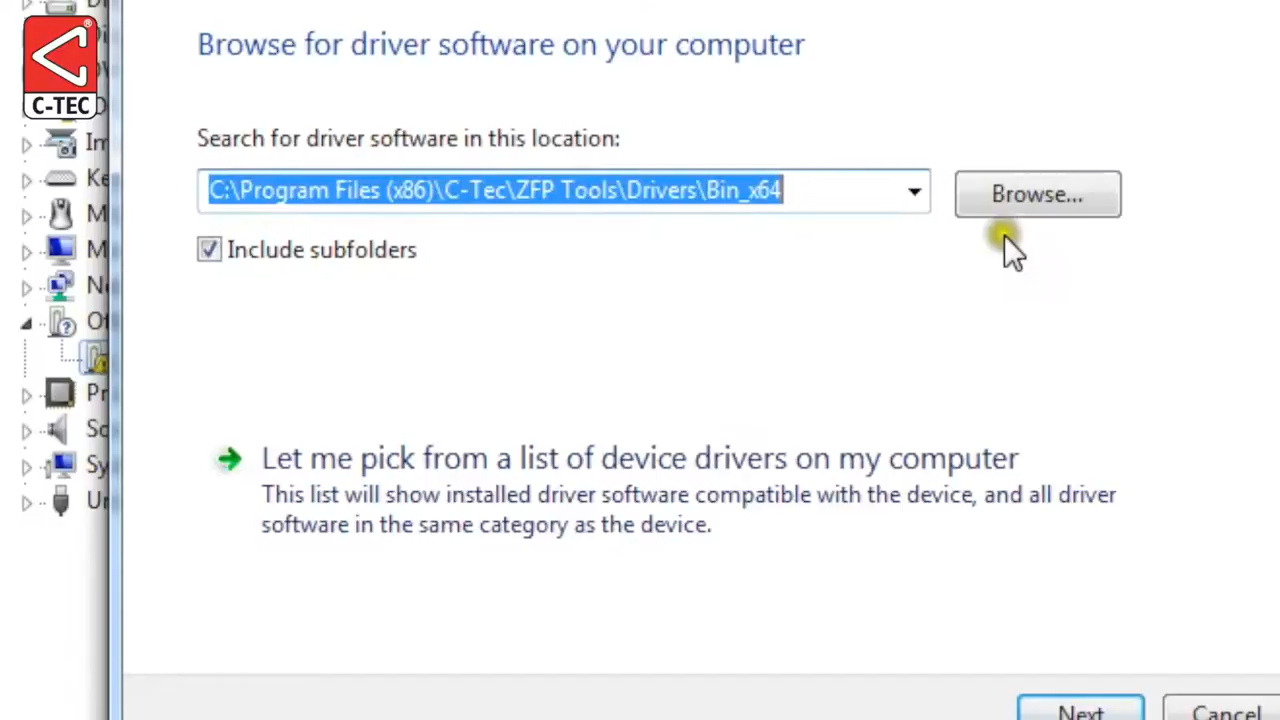 Browse for driver software on your computer
C-TEC
Search for driver software in this location:
C:\Program Files (x86)\C-Tec\ZFP Tools\Drivers\Bin_x64
Browse...
Include subfolders
Let me pick from a list of device drivers on my computer
This list will show installed driver software compatible with the device, and all driver
software in the same category as the device.
Next
Cancel